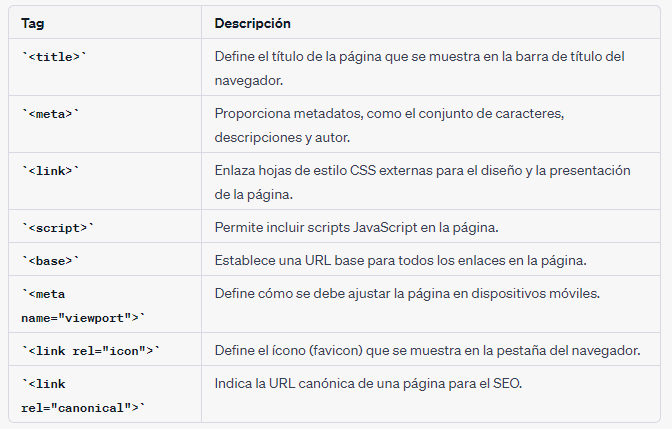 Tag Descripción
`<title>` Define el título de la página que se muestra en la barra de título del
navegador.
`<meta>` Proporciona metadatos, como el conjunto de caracteres,
descripciones y autor.
`<link>` Enlaza hojas de estilo CSS externas para el diseño y la presentación
de la página.
`<script>` Permite incluir scripts JavaScript en la página.
`<base>` Establece una URL base para todos los enlaces en la página.
`<meta Define cómo se debe ajustar la página en dispositivos móviles.
name="viewport">`
`<link rel="icon">` Define el ícono (favicon) que se muestra en la pestaña del navegador.
`<link Indica la URL canónica de una página para el SEO.
rel="canonical">`